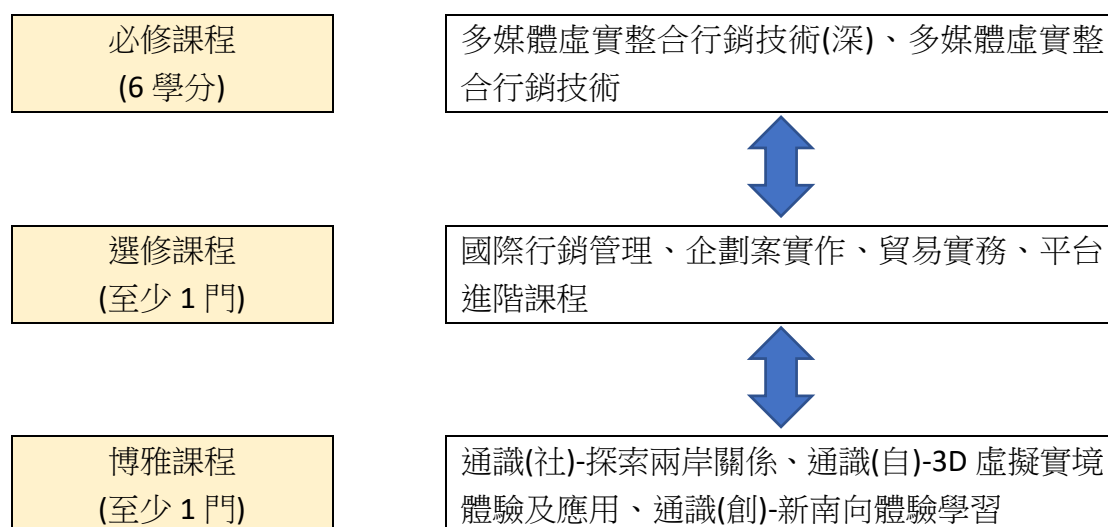 必修課程
(6 學分)
多媒體虛實整合行銷技術(深)、多媒體虛實整
合行銷技術
選修課程
(至少 1 門)
國際行銷管理、企劃案實作、貿易實務、平台
進階課程
博雅課程
(至少 1 門)
通識(社)-探索兩岸關係、通識(自)-3D 虛擬實境
體驗及應用、通識(創)-新南向體驗學習